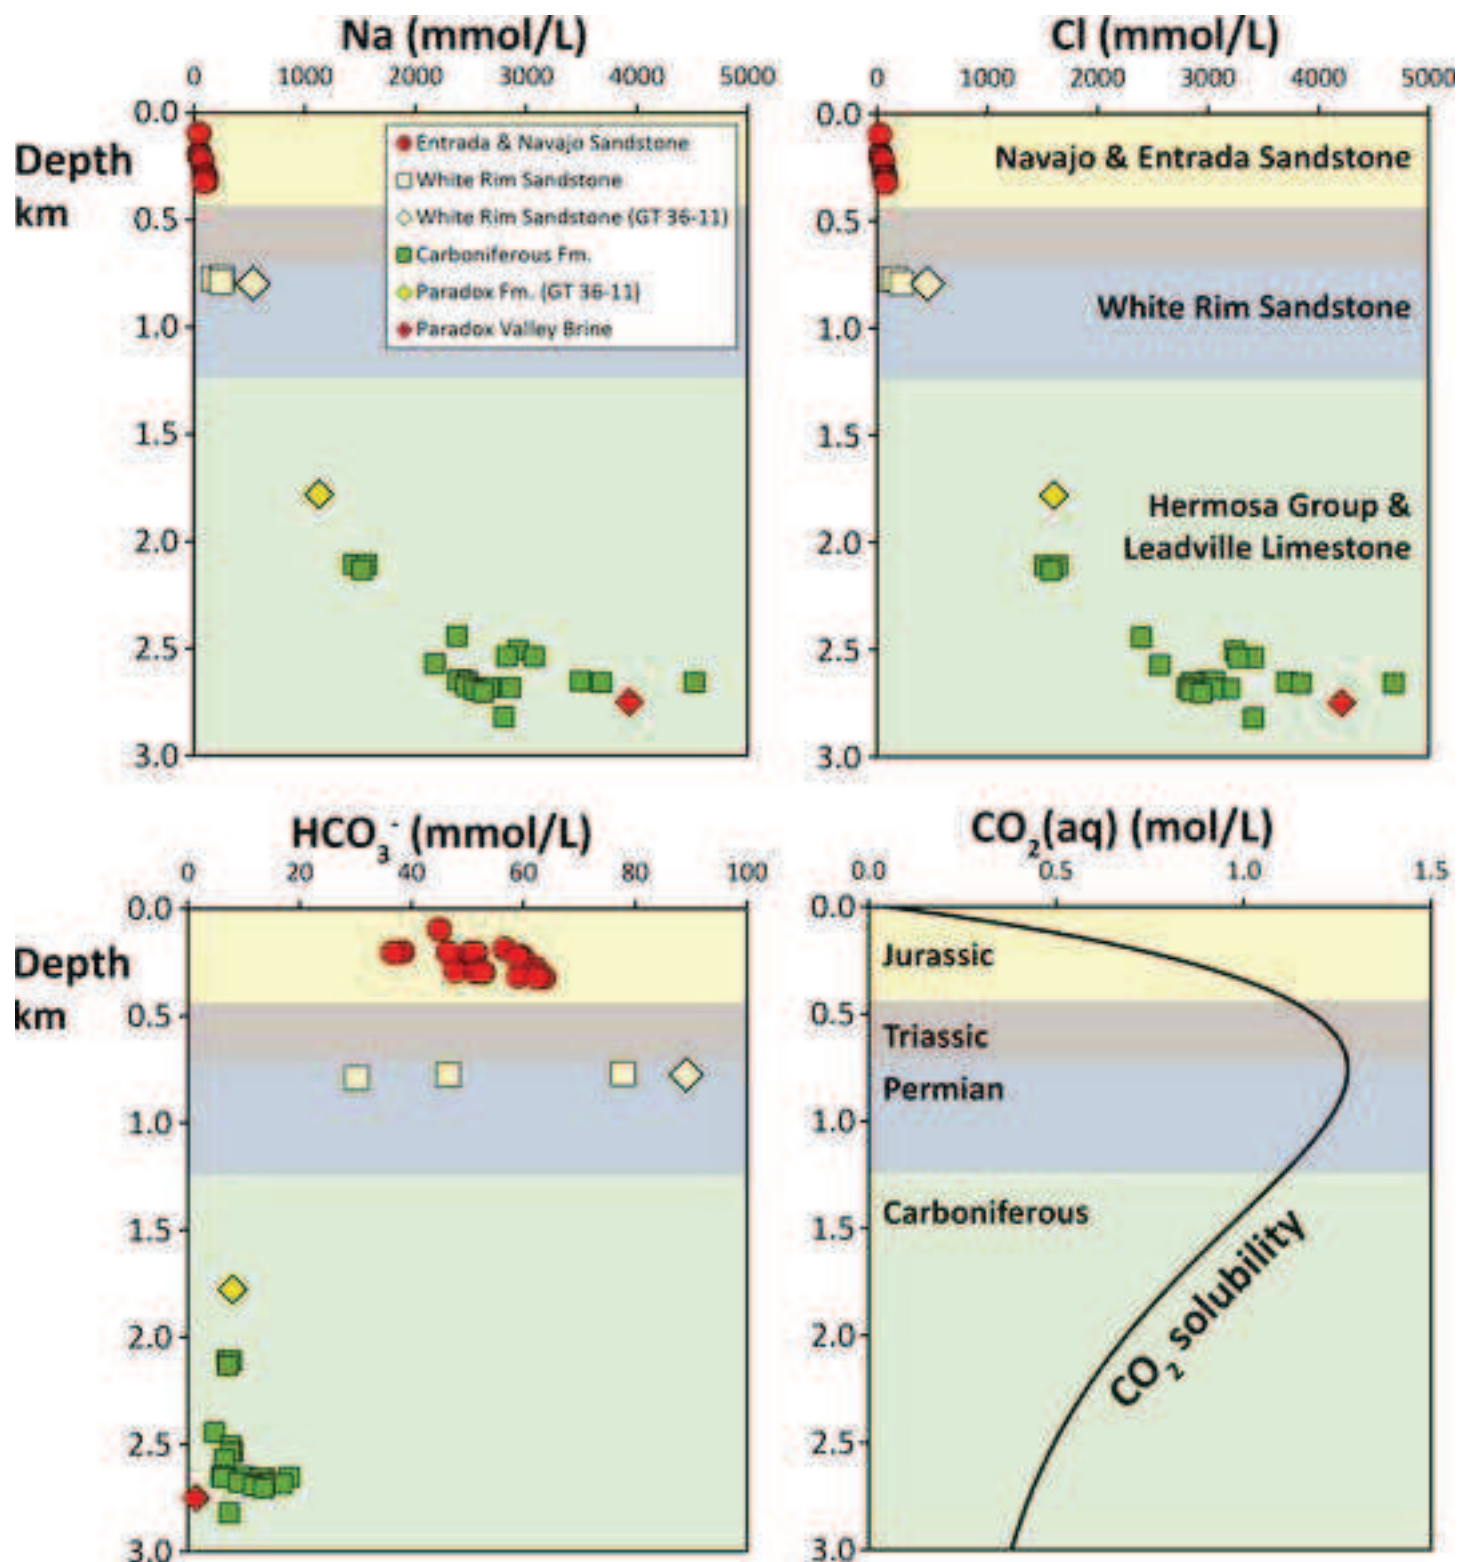 Na (mmol/L)
0 1000 2000 3000 4000 5000
Depth
km
0.0
0.5
1.0
1.5
2.0
2.5
3.0
Entrada & Navajo Sandstone
White Rim Sandstone
White Rim Sandstone (GT 36-11)
Carboniferous Fm.
Paradox Fm. (GT 36-11)
Paradox Valley Brine
Cl (mmol/L)
0 1000 2000 3000 4000 5000
0.0
0.5
1.0
1.5
2.0
2.5
3.0
Navajo & Entrada Sandstone
White Rim Sandstone
Hermosa Group &
Leadville Limestone
HCO3- (mmol/L)
0 20 40 60 80 100
Depth
km
0.0
0.5
1.0
1.5
2.0
2.5
3.0
CO2(aq) (mol/L)
0.0 0.5 1.0 1.5
0.0
0.5
1.0
1.5
2.0
2.5
3.0
Jurassic
Triassic
Permian
Carboniferous
CO2 solubility